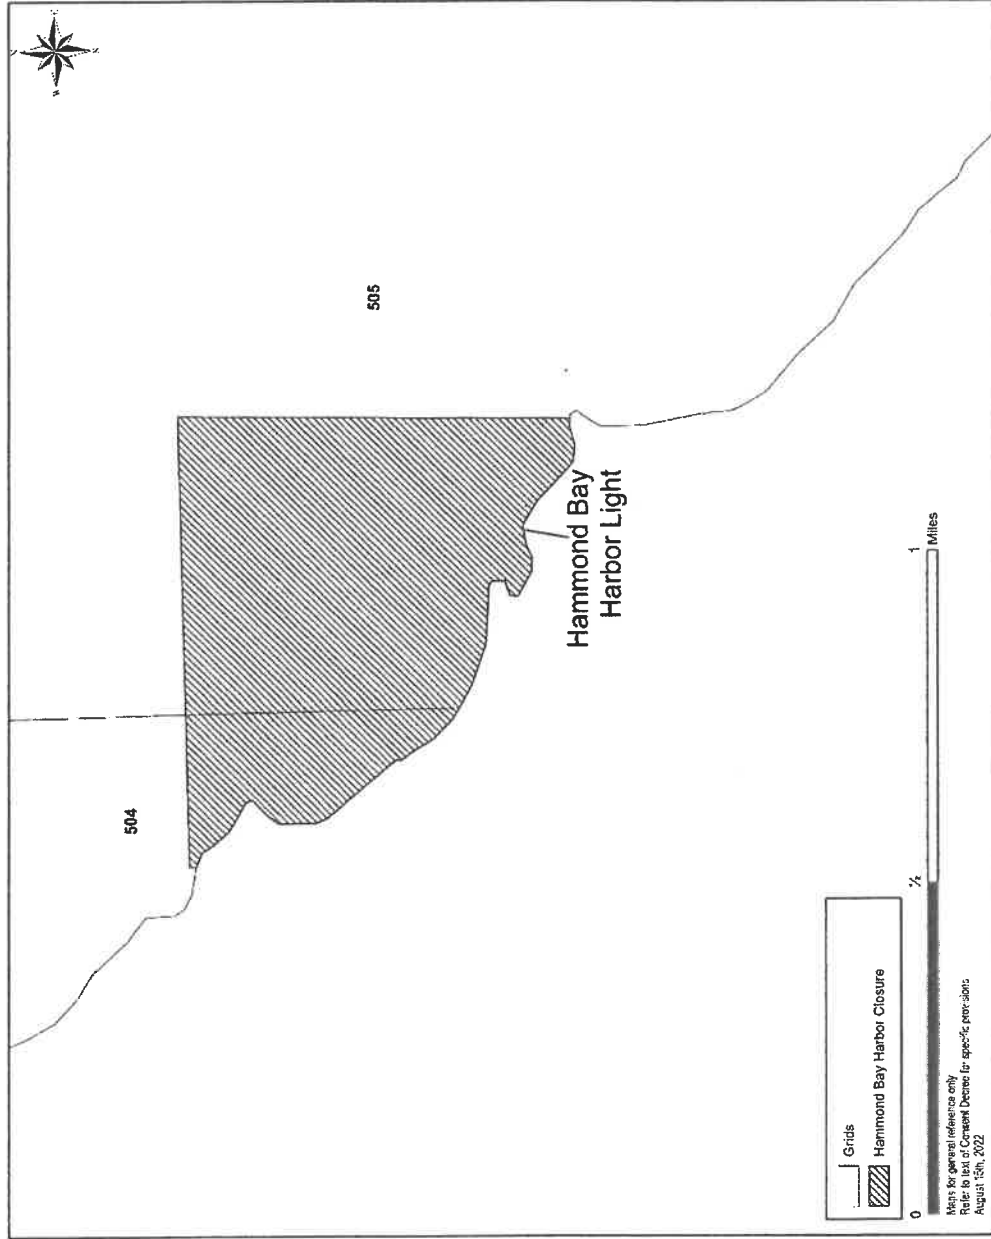 504
505
Hammond Bay
Harbor Light
Grids
Hammond Bay Harbor Closure
0
½
1
Miles
Maps for general reference only
Refer to text of Consent Decree for specific provisions
August 15th, 2022